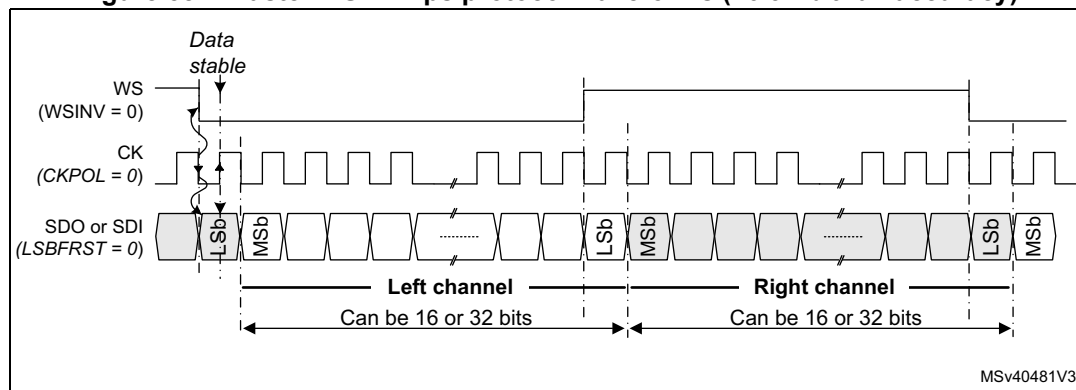 Data
stable
WS
(WSINV = 0)
CK
(CKPOL = 0)
SDO or SDI
(LSBFRST = 0)
LSb
MSb
LSb
MSb
LSb
MSb
Left channel
Right channel
Can be 16 or 32 bits
Can be 16 or 32 bits
MSv40481V3